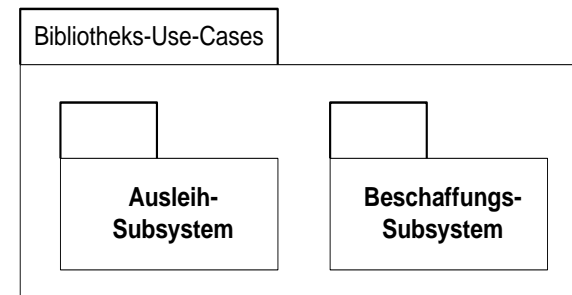 Bibliotheks-Use-Cases
Ausleih-
Subsystem
Beschaffungs-
Subsystem